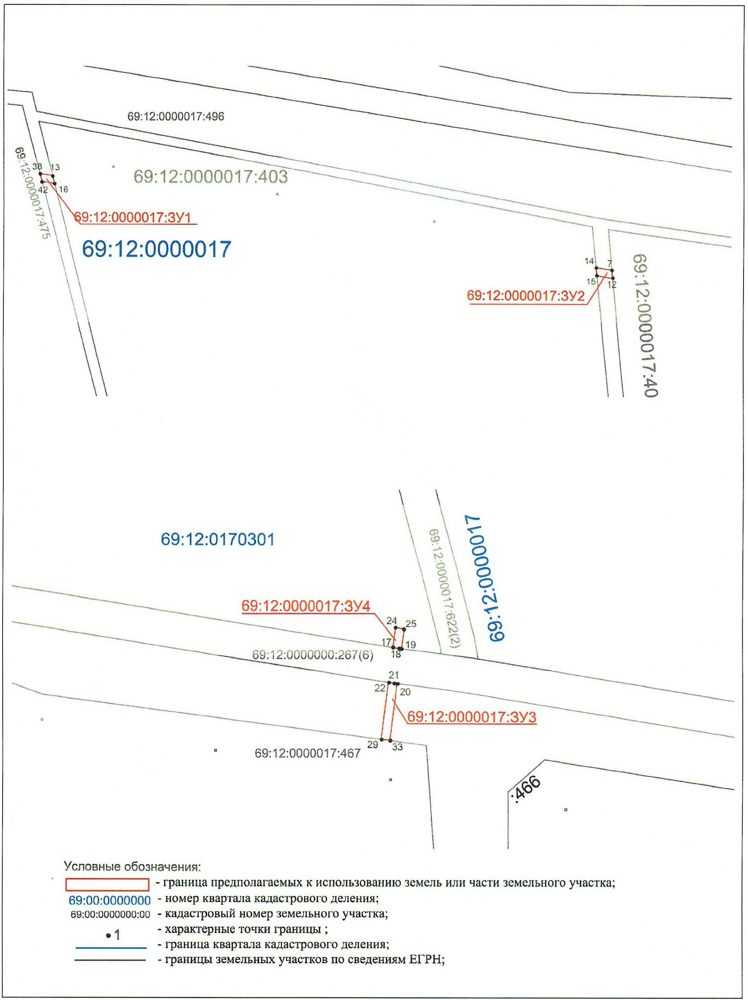 69:12:0000017:496
69:12:0000017:475
38 13
42 16
69:12:0000017:403
69:12:0000017:ЗУ1
69:12:0000017
14 7
15 12
69:12:0000017:ЗУ2
69:12:0000017:40
69:12:0170301
69:12:0000017:622(2)
69:12:0000017
69:12:0000017:ЗУ4
24 25
17 19
18
69:12:0000000:267(6)
21
22 20
69:12:0000017:ЗУ3
29 33
69:12:0000017:467
:466
Условные обозначения:
- граница предполагаемых к использованию земель или части земельного участка;
69:00:0000000 - номер квартала кадастрового деления;
69:00:0000000:00 - кадастровый номер земельного участка;
•1 - характерные точки границы ;
- граница квартала кадастрового деления;
- границы земельных участков по сведениям ЕГРН;